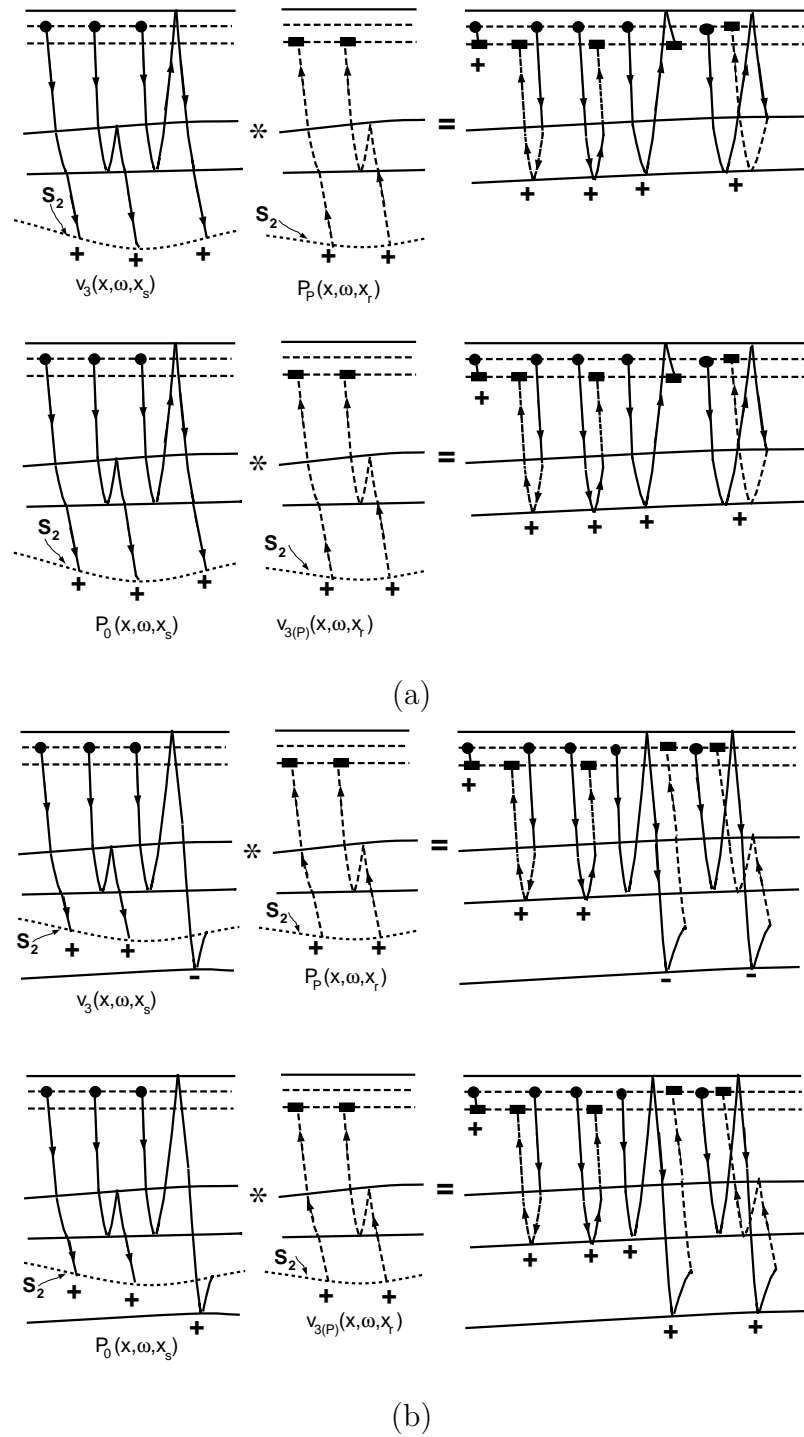 * =
S₂ S₂
+ + + + + + + + +
v₃(x,ω,xₛ) Pₚ(x,ω,xᵣ)
* =
S₂ S₂
+ + + + + + + + +
P₀(x,ω,xₛ) v₃₍P₎(x,ω,xᵣ)
(a)
* =
S₂ S₂
+ + - + + + + + - -
v₃(x,ω,xₛ) Pₚ(x,ω,xᵣ)
* =
S₂ S₂
+ + + + + + + + + + +
P₀(x,ω,xₛ) v₃₍P₎(x,ω,xᵣ)
(b)